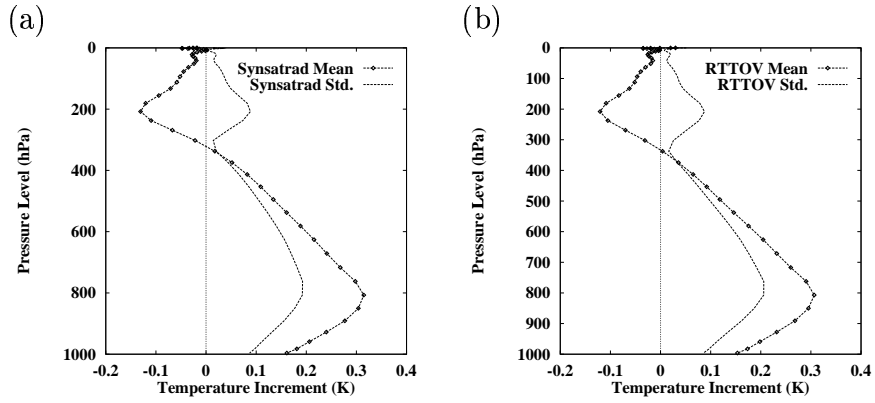 (a)
Pressure Level (hPa)
0
200
400
600
800
1000
Synsatrad Mean
Synsatrad Std.
-0.2 -0.1 0 0.1 0.2 0.3 0.4
Temperature Increment (K)
(b)
Pressure Level (hPa)
0
100
200
300
400
500
600
700
800
900
1000
RTTOV Mean
RTTOV Std.
-0.2 -0.1 0 0.1 0.2 0.3 0.4
Temperature Increment (K)